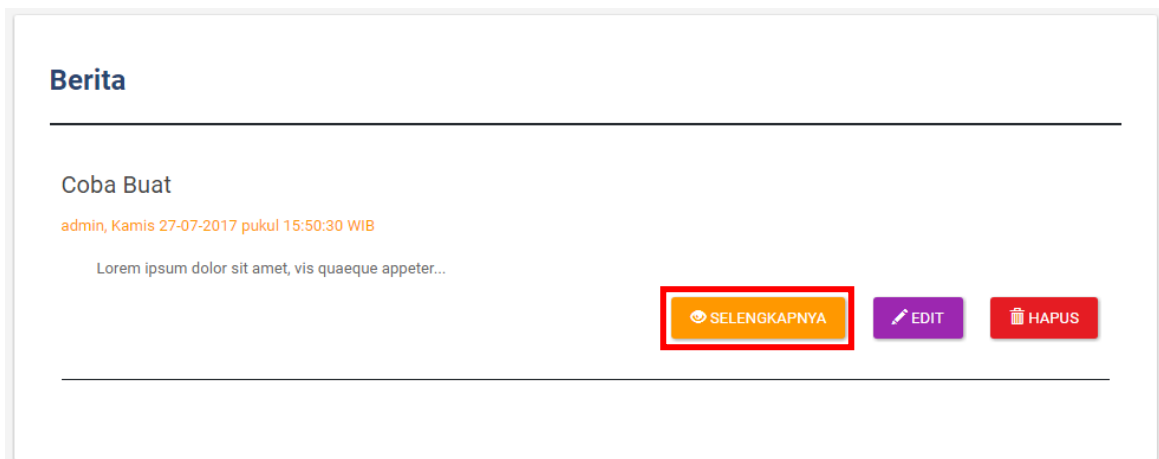 Berita
Coba Buat
admin, Kamis 27-07-2017 pukul 15:50:30 WIB
Lorem ipsum dolor sit amet, vis quaeque appeter...
SELENGKAPNYA EDIT HAPUS